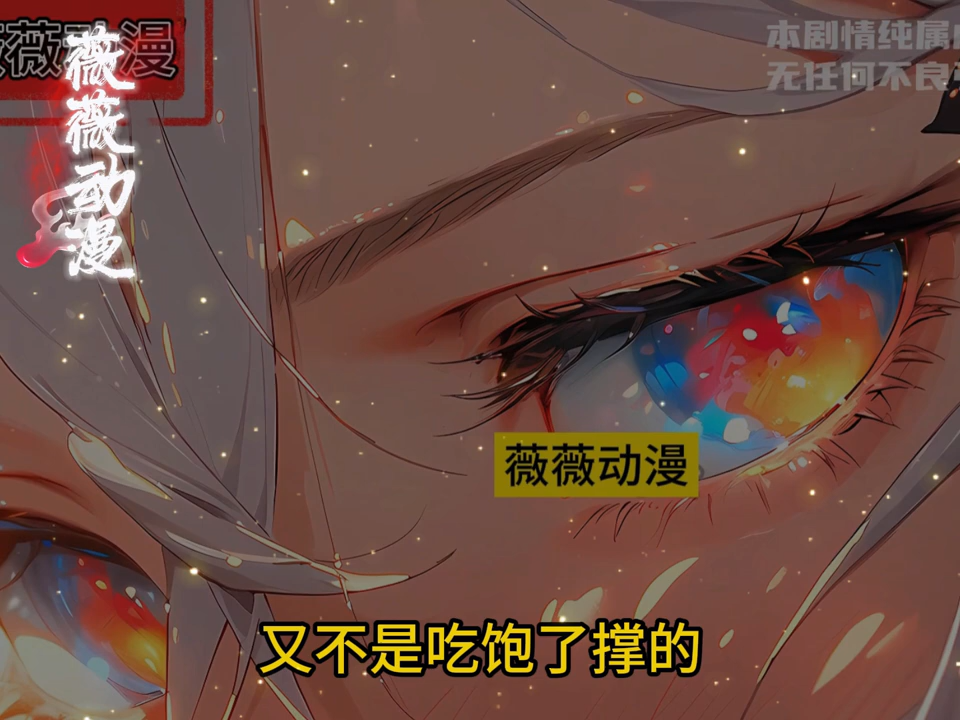 薇薇动漫
薇薇动漫
本剧情纯属
无任何不良
薇薇动漫
又不是吃饱了撑的